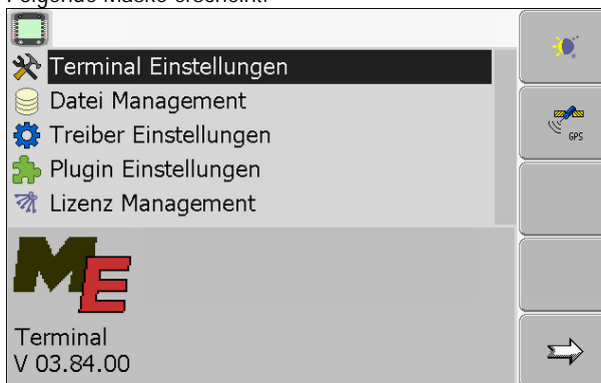 Folgende Maske erscheint:
Terminal Einstellungen
Datei Management
Treiber Einstellungen
GPS
Plugin Einstellungen
Lizenz Management
ME
Terminal
V 03.84.00